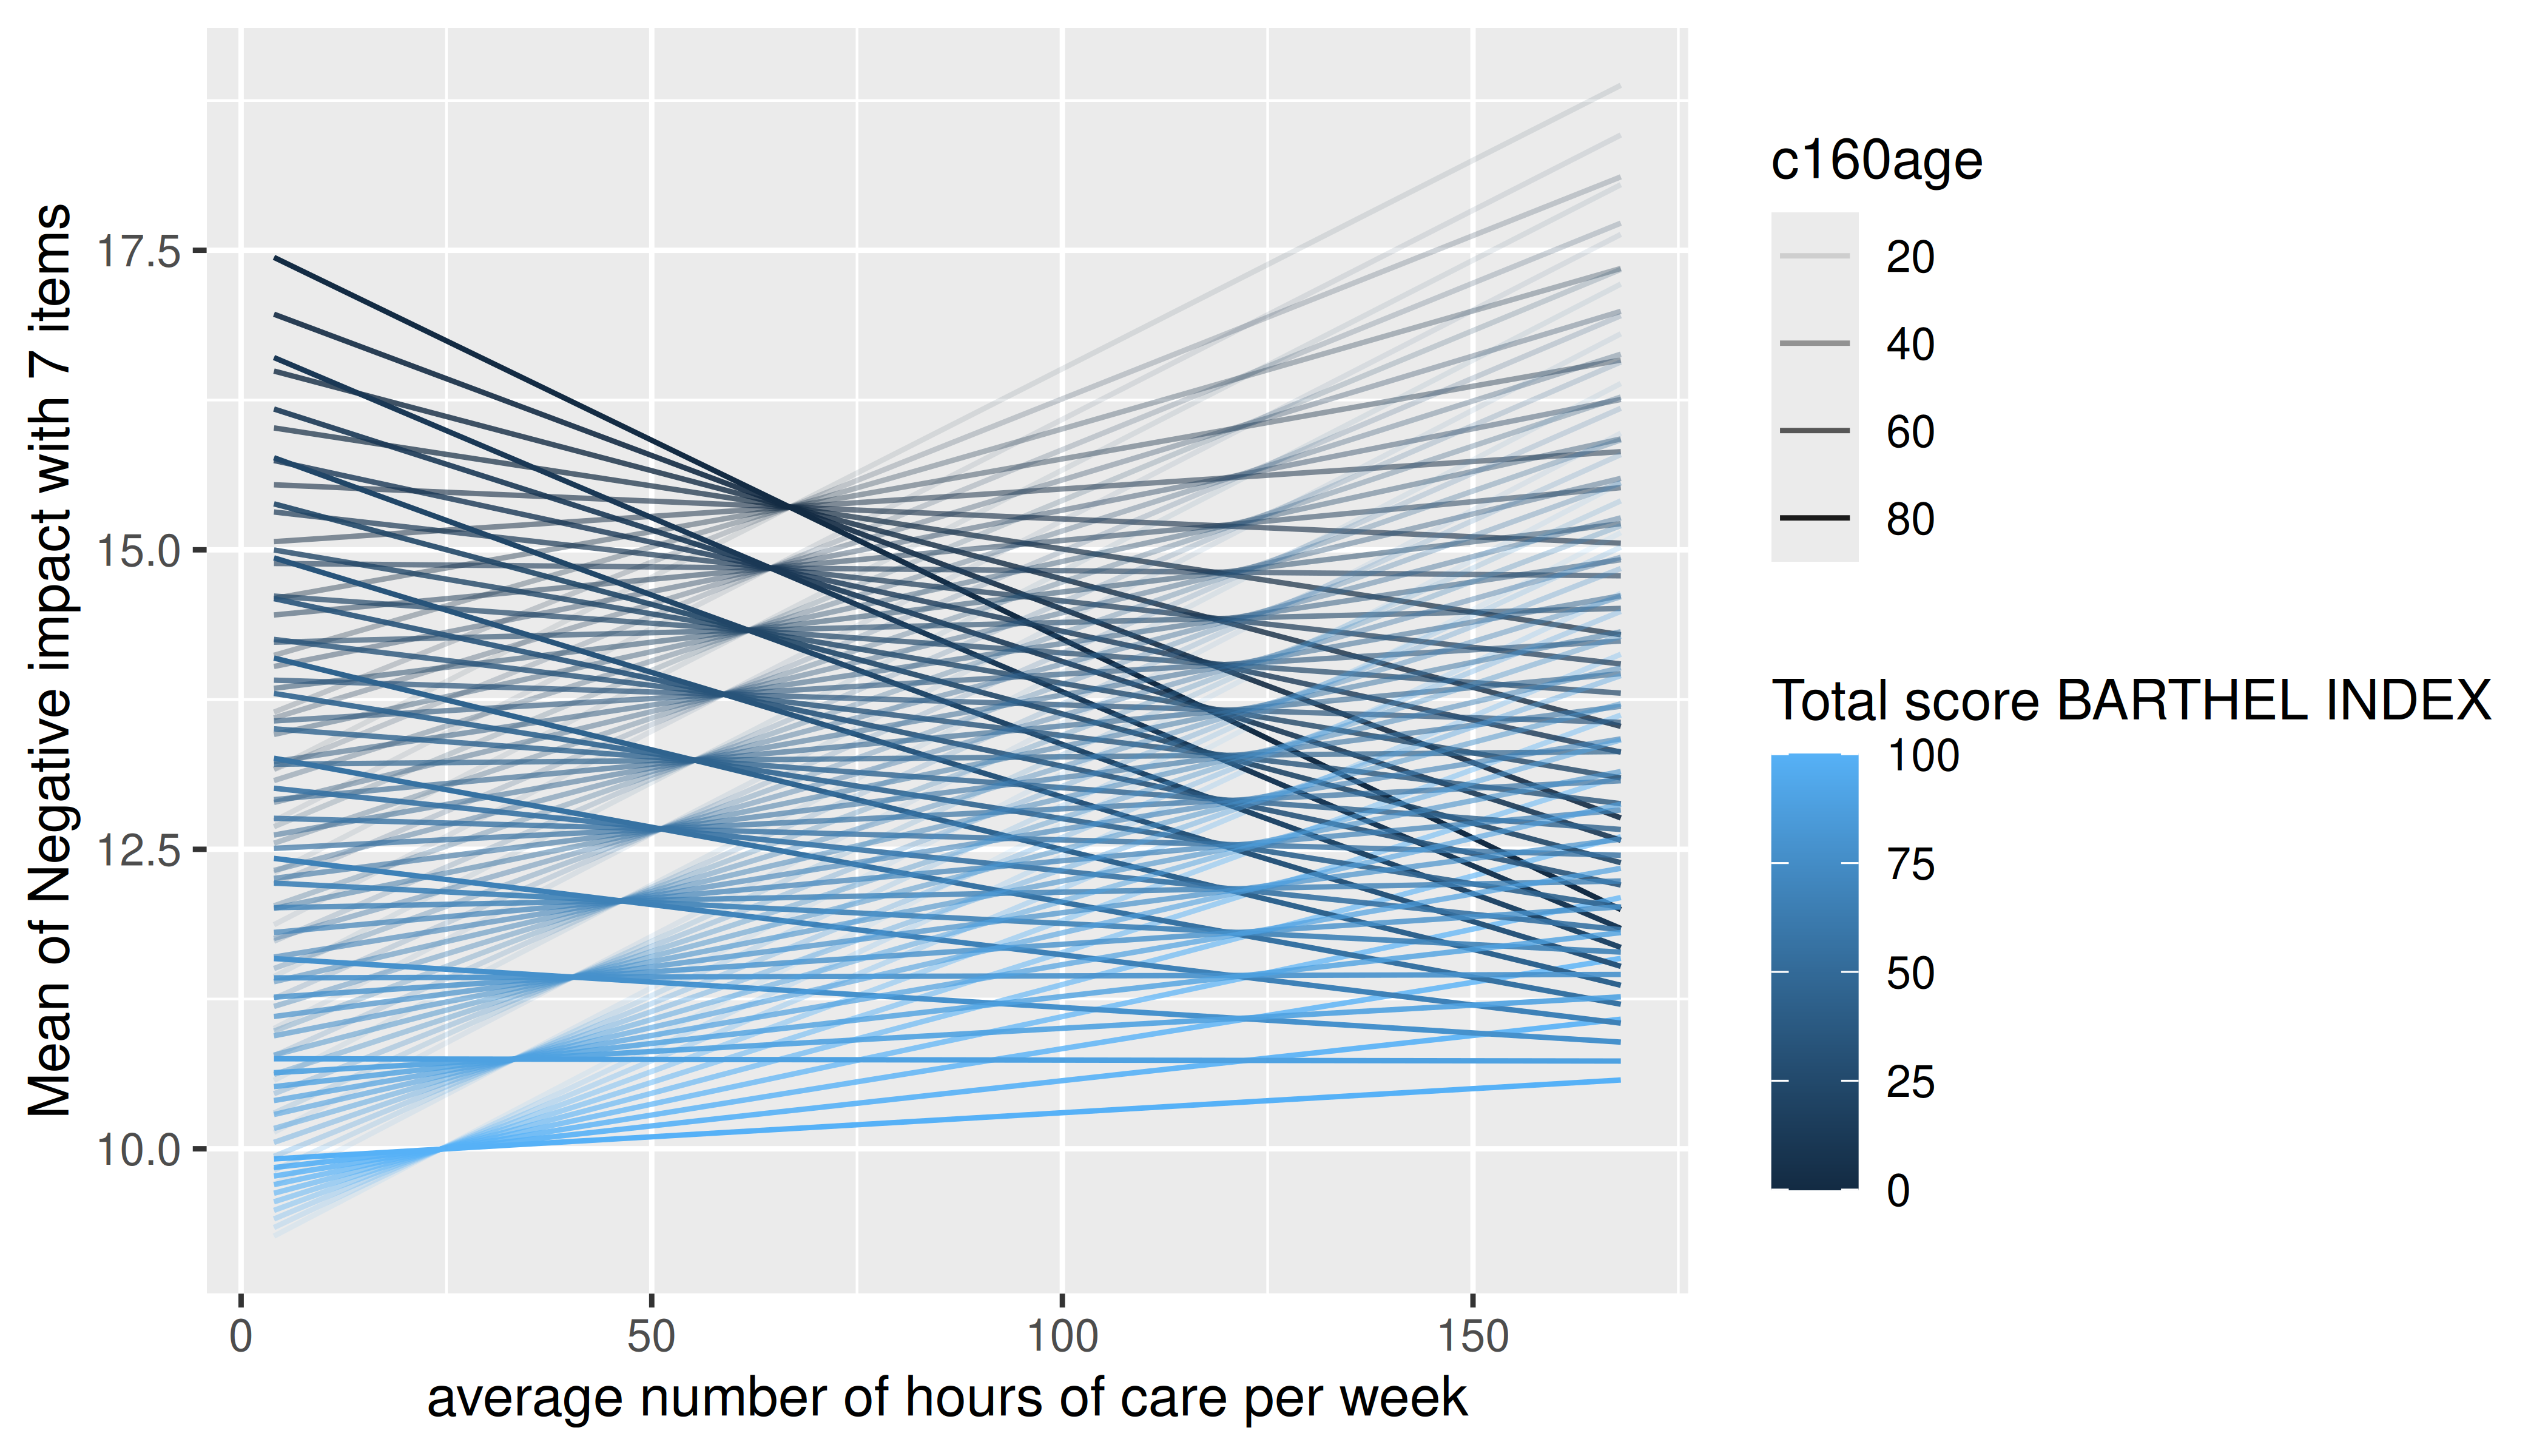 Mean of Negative impact with 7 items
17.5
15.0
12.5
10.0
0 50 100 150
average number of hours of care per week
c160age
20
40
60
80
Total score BARTHEL INDEX
100
75
50
25
0